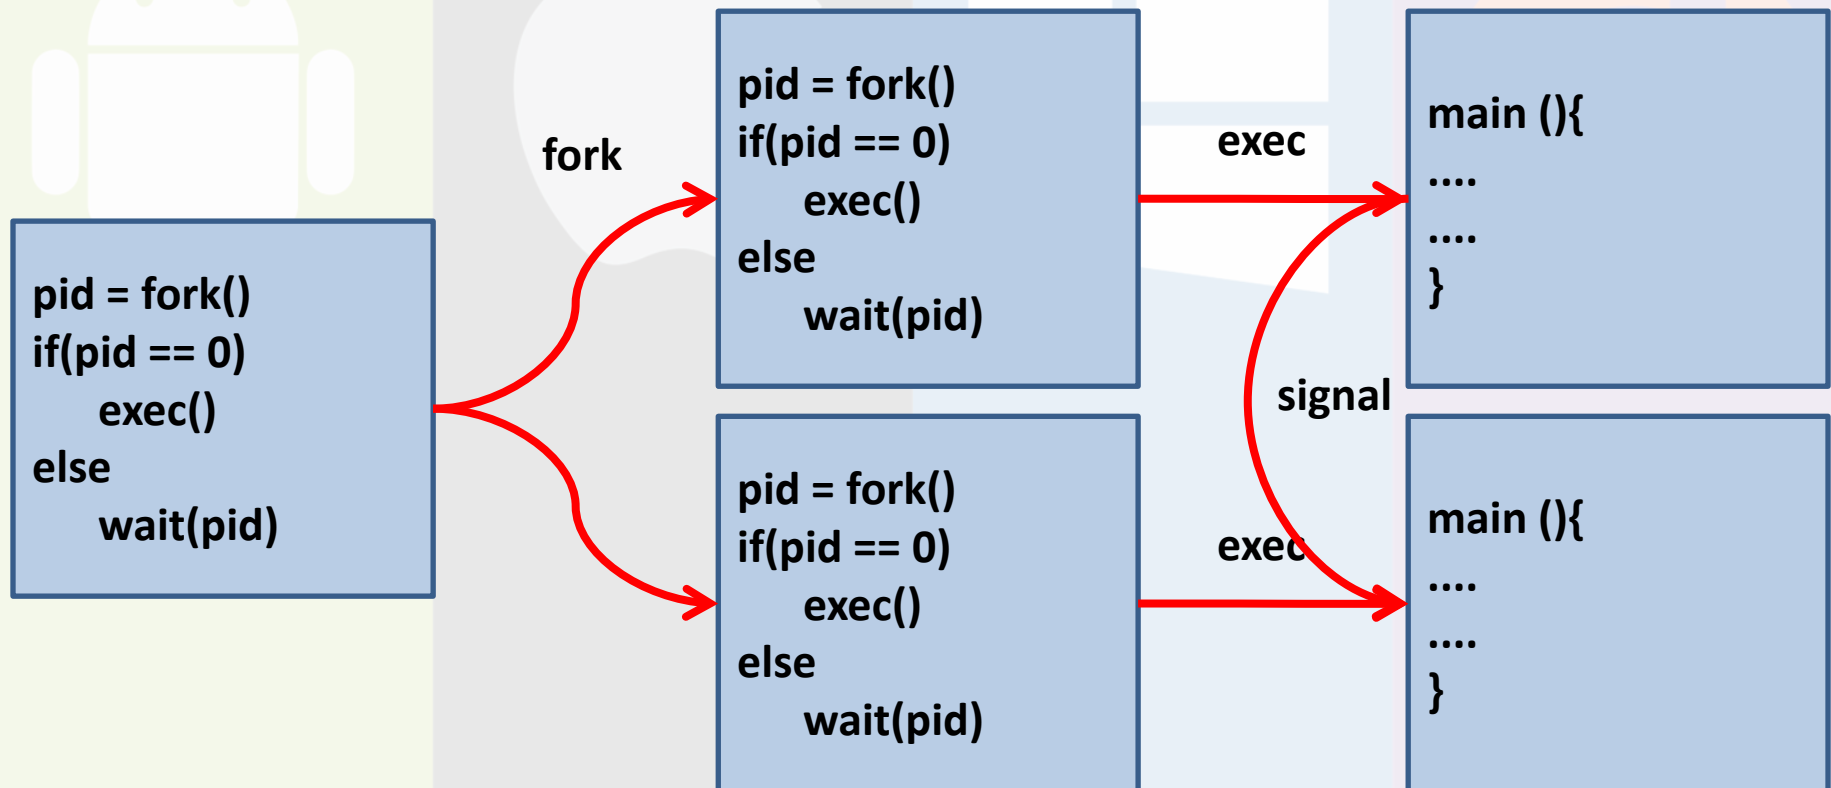 pid = fork()
if(pid == 0)
exec()
else
wait(pid)
fork
pid = fork()
if(pid == 0)
exec()
else
wait(pid)
pid = fork()
if(pid == 0)
exec()
else
wait(pid)
exec
signal
exec
main (){
....
....
}
main (){
....
....
}